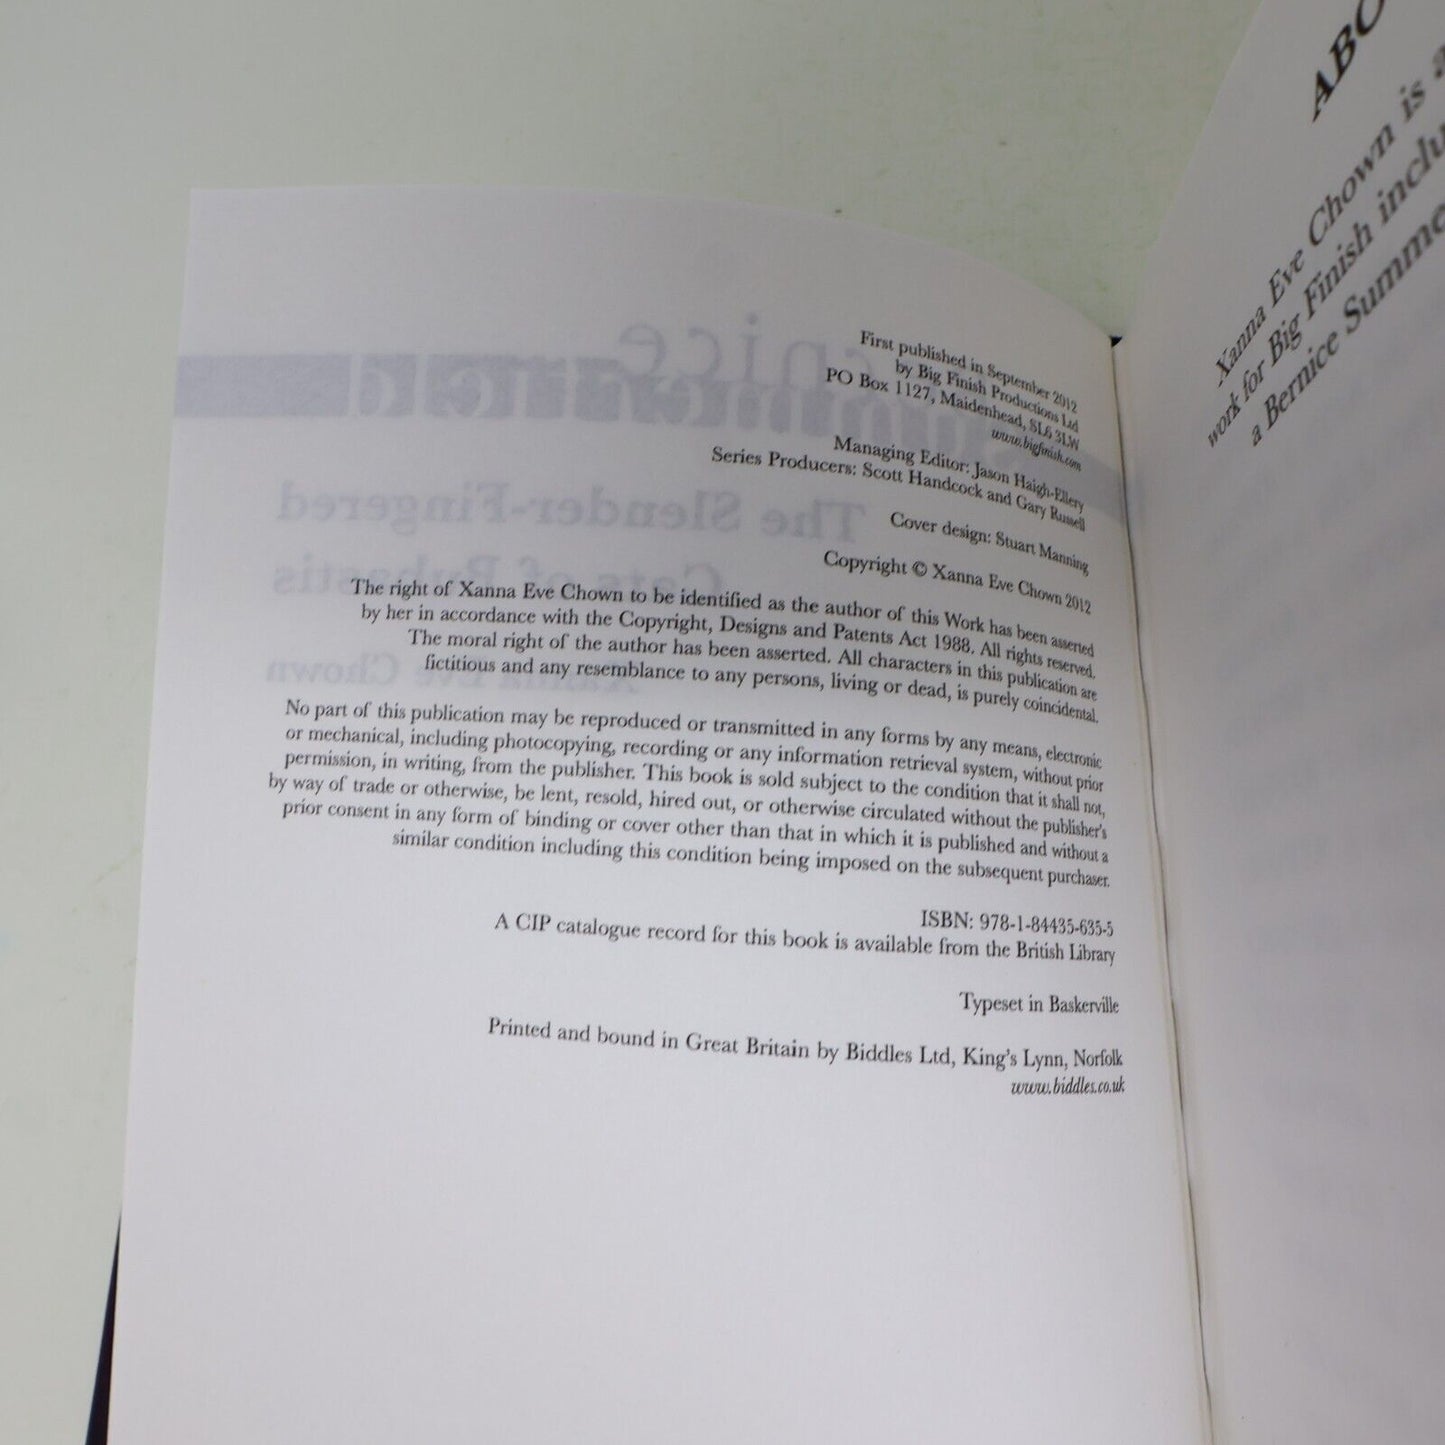 First published in September 2012
by Big Finish Productions Ltd
PO Box 1127, Maidenhead, SL6 3LW
www.bigfinish.com
Managing Editor: Jason Haigh-Ellery
Series Producers: Scott Handcock and Gary Russell
Cover design: Stuart Manning
Copyright © Xanna Eve Chown 2012
The right of Xanna Eve Chown to be identified as the author of this Work has been asserted
by her in accordance with the Copyright, Designs and Patents Act 1988. All rights reserved.
The moral right of the author has been asserted. All characters in this publication are
fictitious and any resemblance to any persons, living or dead, is purely coincidental.
No part of this publication may be reproduced or transmitted in any forms by any means, electronic
or mechanical, including photocopying, recording or any information retrieval system, without prior
permission, in writing, from the publisher. This book is sold subject to the condition that it shall not,
by way of trade or otherwise, be lent, resold, hired out, or otherwise circulated without the publisher's
prior consent in any form of binding or cover other than that in which it is published and without a
similar condition including this condition being imposed on the subsequent purchaser.
ISBN: 978-1-84435-635-5
A CIP catalogue record for this book is available from the British Library
Typeset in Baskerville
Printed and bound in Great Britain by Biddles Ltd, King's Lynn, Norfolk
www.biddles.co.uk
The Slender-Fingered
Cats of Bubastis
Xanna Eve Chown
ABO
Xanna Eve Chown is a
work for Big Finish inclu
a Bernice Summe